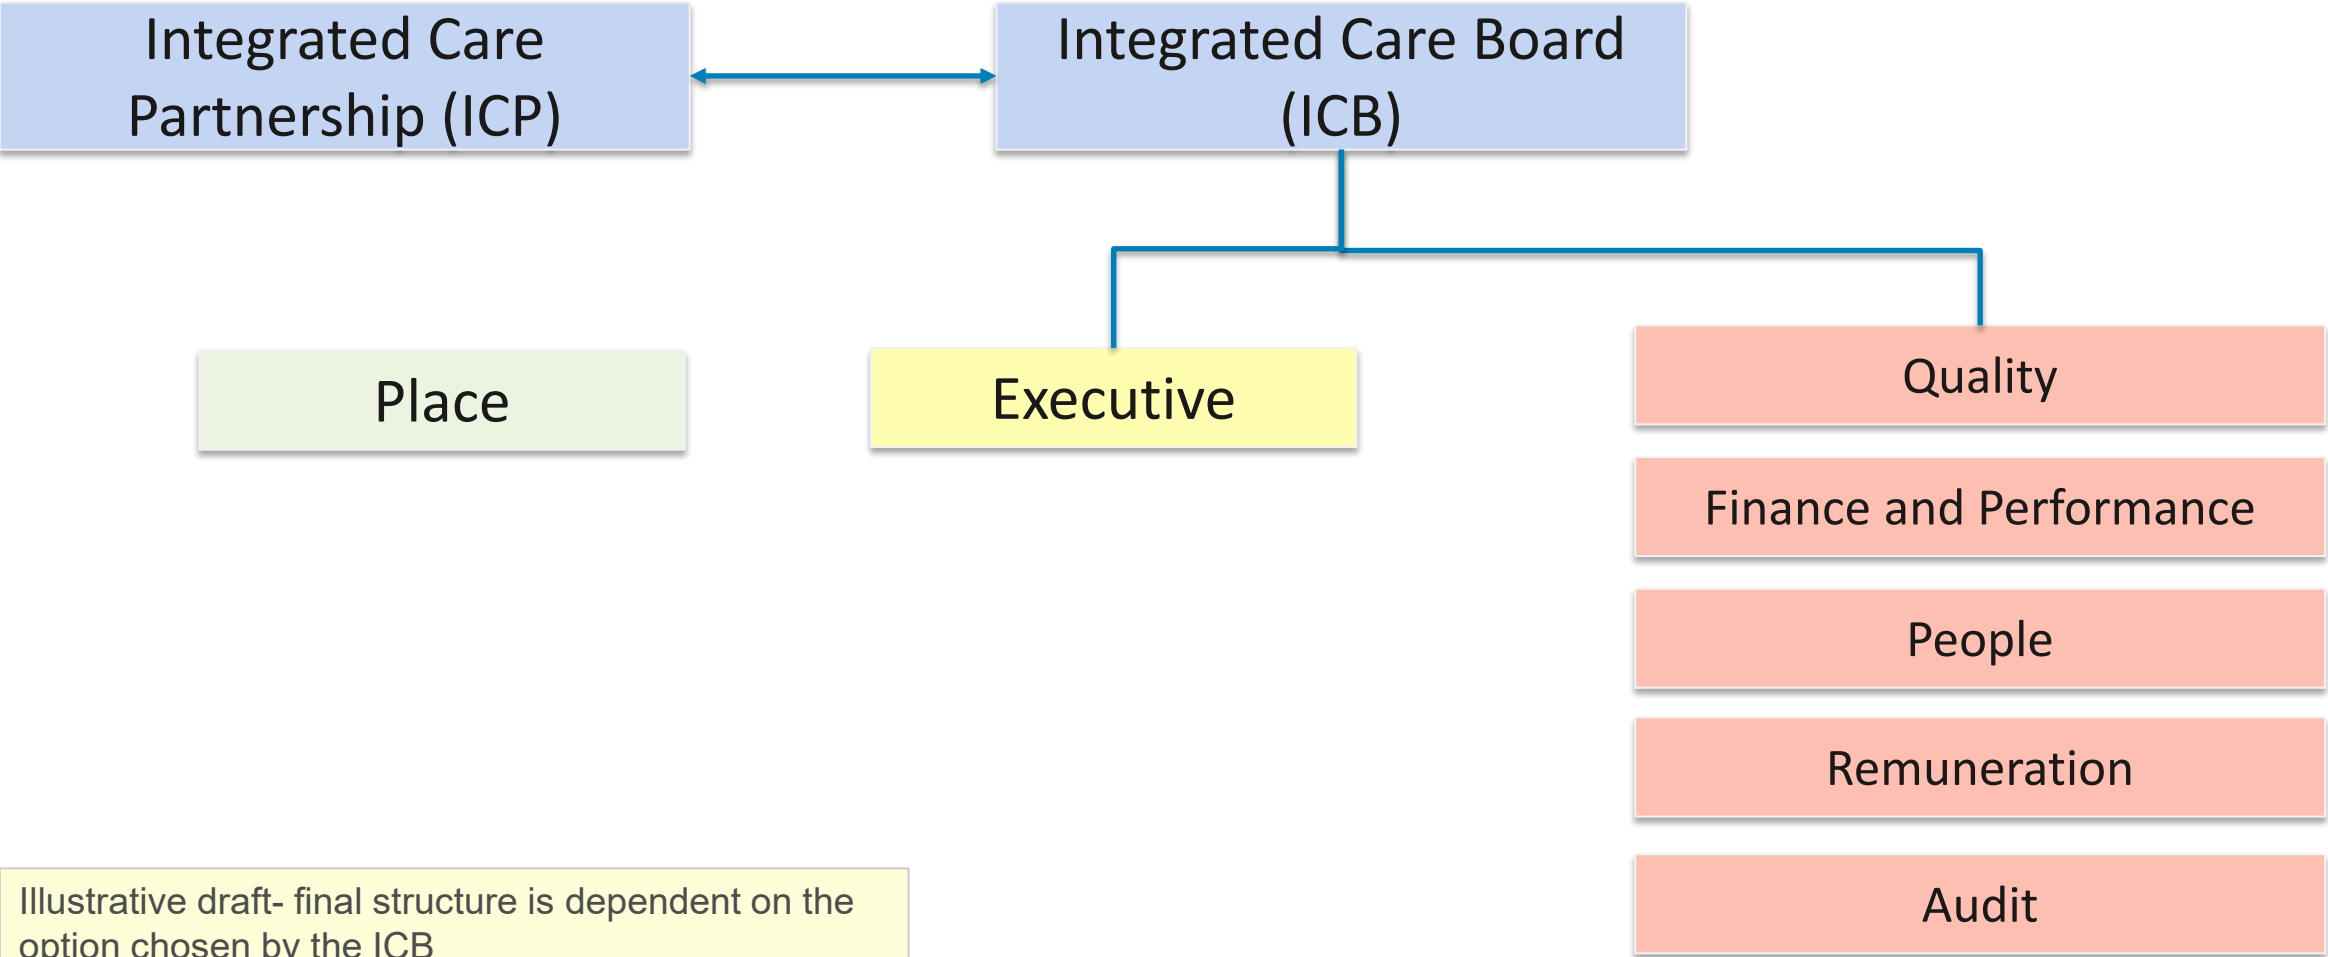 Integrated Care
Partnership (ICP)
Integrated Care Board
(ICB)
Place
Executive
Quality
Finance and Performance
People
Remuneration
Audit
Illustrative draft- final structure is dependent on the
option chosen by the ICB